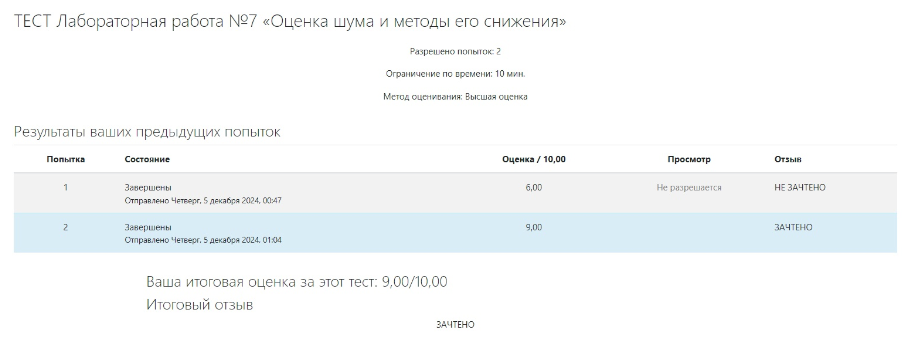 ТЕСТ Лабораторная работа №7 «Оценка шума и методы его снижения»
Разрешено попыток: 2
Ограничение по времени: 10 мин.
Метод оценивания: Высшая оценка
Результаты ваших предыдущих попыток
Попытка Состояние Оценка / 10,00 Просмотр Отзыв
1 Завершены 6,00 Не разрешается НЕ ЗАЧТЕНО
Отправлено Четверг, 5 декабря 2024, 00:47
2 Завершены 9,00 ЗАЧТЕНО
Отправлено Четверг, 5 декабря 2024, 01:04
Ваша итоговая оценка за этот тест: 9,00/10,00
Итоговый отзыв
ЗАЧТЕНО